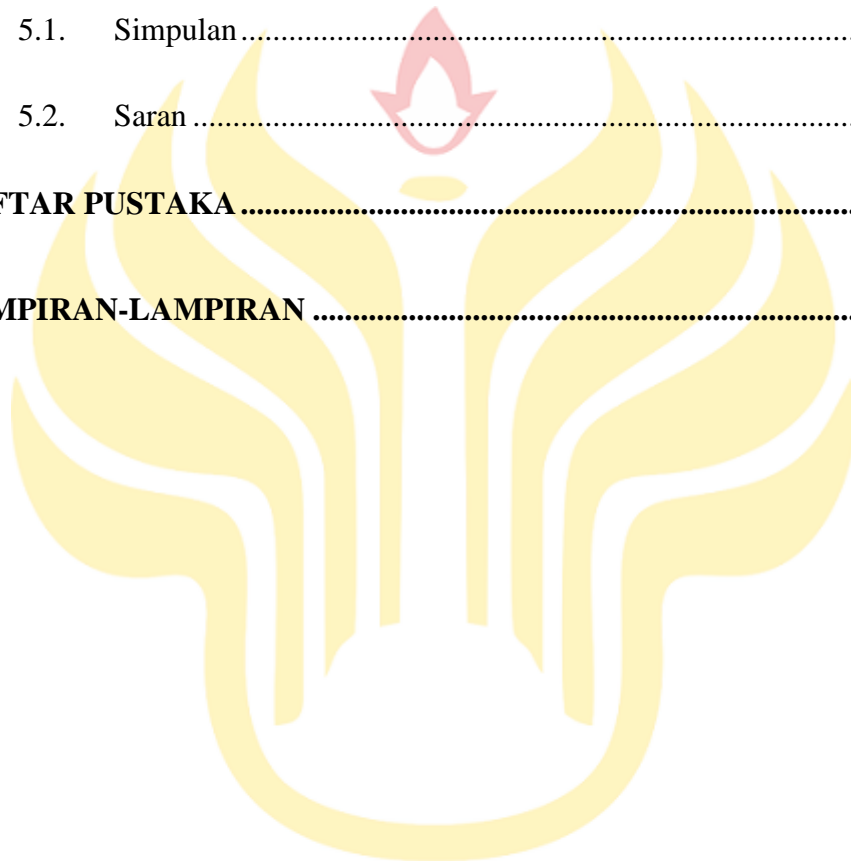 5.1. Simpulan ................................................................................
5.2. Saran ................................................................................
FTAR PUSTAKA ................................................................................
MPIRAN-LAMPIRAN ................................................................................